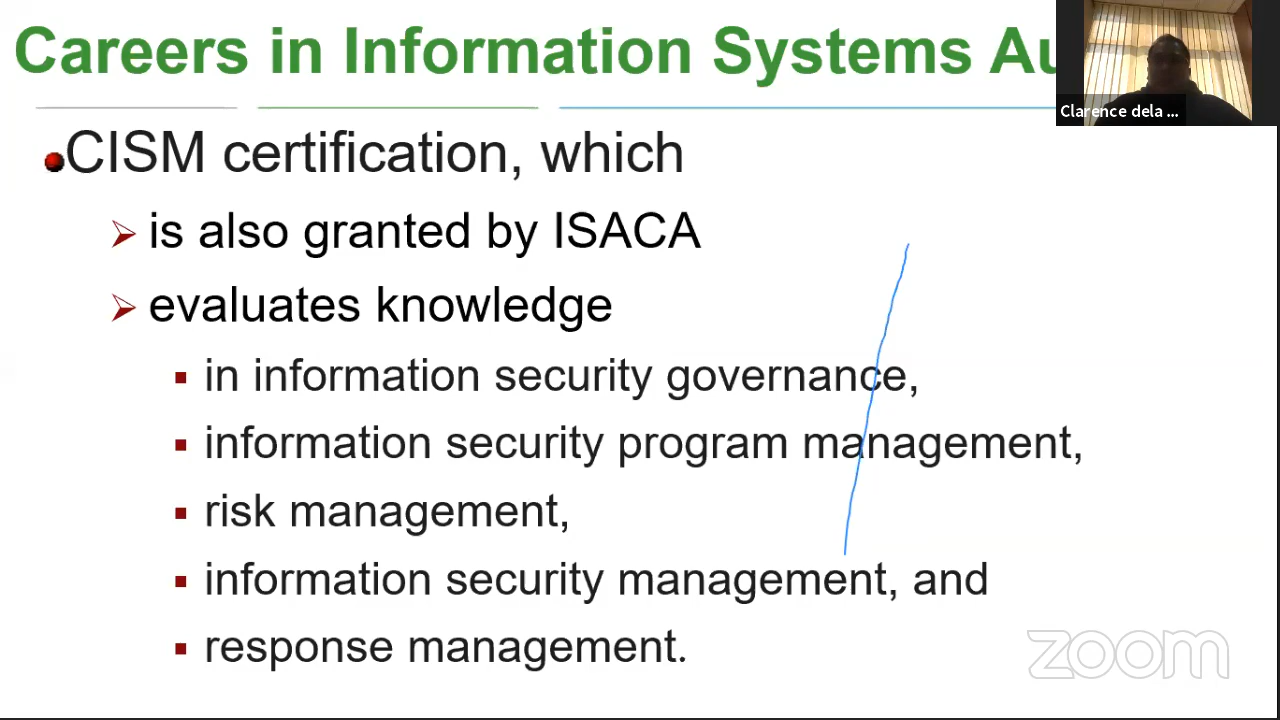 Careers in Information Systems Au
Clarence dela ...
CISM certification, which
is also granted by ISACA
evaluates knowledge
in information security governance,
information security program management,
risk management,
information security management, and
response management.
zoom